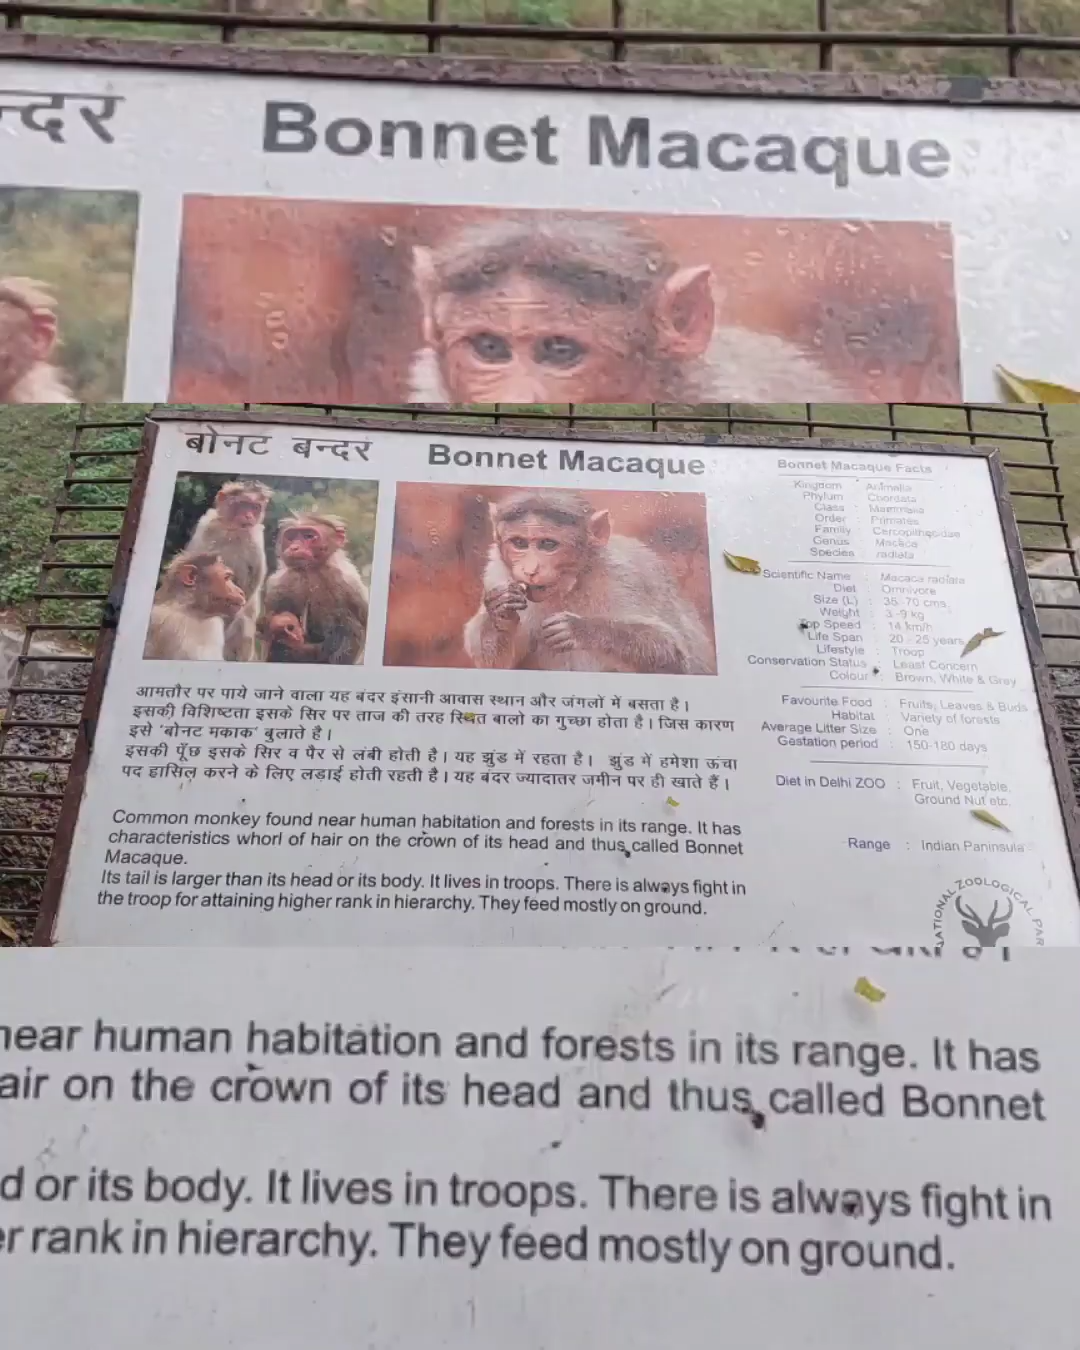 न्दर
Bonnet Macaque
बोनट बन्दर
Bonnet Macaque
आमतौर पर पाये जाने वाला यह बंदर इंसानी आवास स्थान और जंगलों में बसता है।
इसकी विशिष्टता इसके सिर पर ताज की तरह स्थित बालो का गुच्छा होता है। जिस कारण
इसे 'बोनट मकाक' बुलाते है।
इसकी पूँछ इसके सिर व पैर से लंबी होती है। यह झुंड में रहता है। झुंड में हमेशा ऊंचा
पद हासिल करने के लिए लड़ाई होती रहती है। यह बंदर ज्यादातर जमीन पर ही खाते हैं।
Common monkey found near human habitation and forests in its range. It has
characteristics whorl of hair on the crown of its head and thus called Bonnet
Macaque.
Its tail is larger than its head or its body. It lives in troops. There is always fight in
the troop for attaining higher rank in hierarchy. They feed mostly on ground.
Bonnet Macaque Facts
Kingdom : Animalia
Phylum : Chordata
Class : Mammalia
Order : Primates
Family : Cercopithecidae
Genus : Macaca
Species : radiata
Scientific Name : Macaca radiata
Diet : Omnivore
Size (L) : 35-70 cms
Weight : 3-9 kg
Top Speed : 14 km/h
Life Span : 20 - 25 years
Lifestyle : Troop
Conservation Status : Least Concern
Colour : Brown, White & Grey
Favourite Food : Fruits, Leaves & Buds
Habitat : Variety of forests
Average Litter Size : One
Gestation period : 150-180 days
Diet in Delhi ZOO : Fruit, Vegetable,
Ground Nut etc.
Range : Indian Paninsula
NATIONAL ZOOLOGICAL PAR
near human habitation and forests in its range. It has
air on the crown of its head and thus called Bonnet
d or its body. It lives in troops. There is always fight in
er rank in hierarchy. They feed mostly on ground.